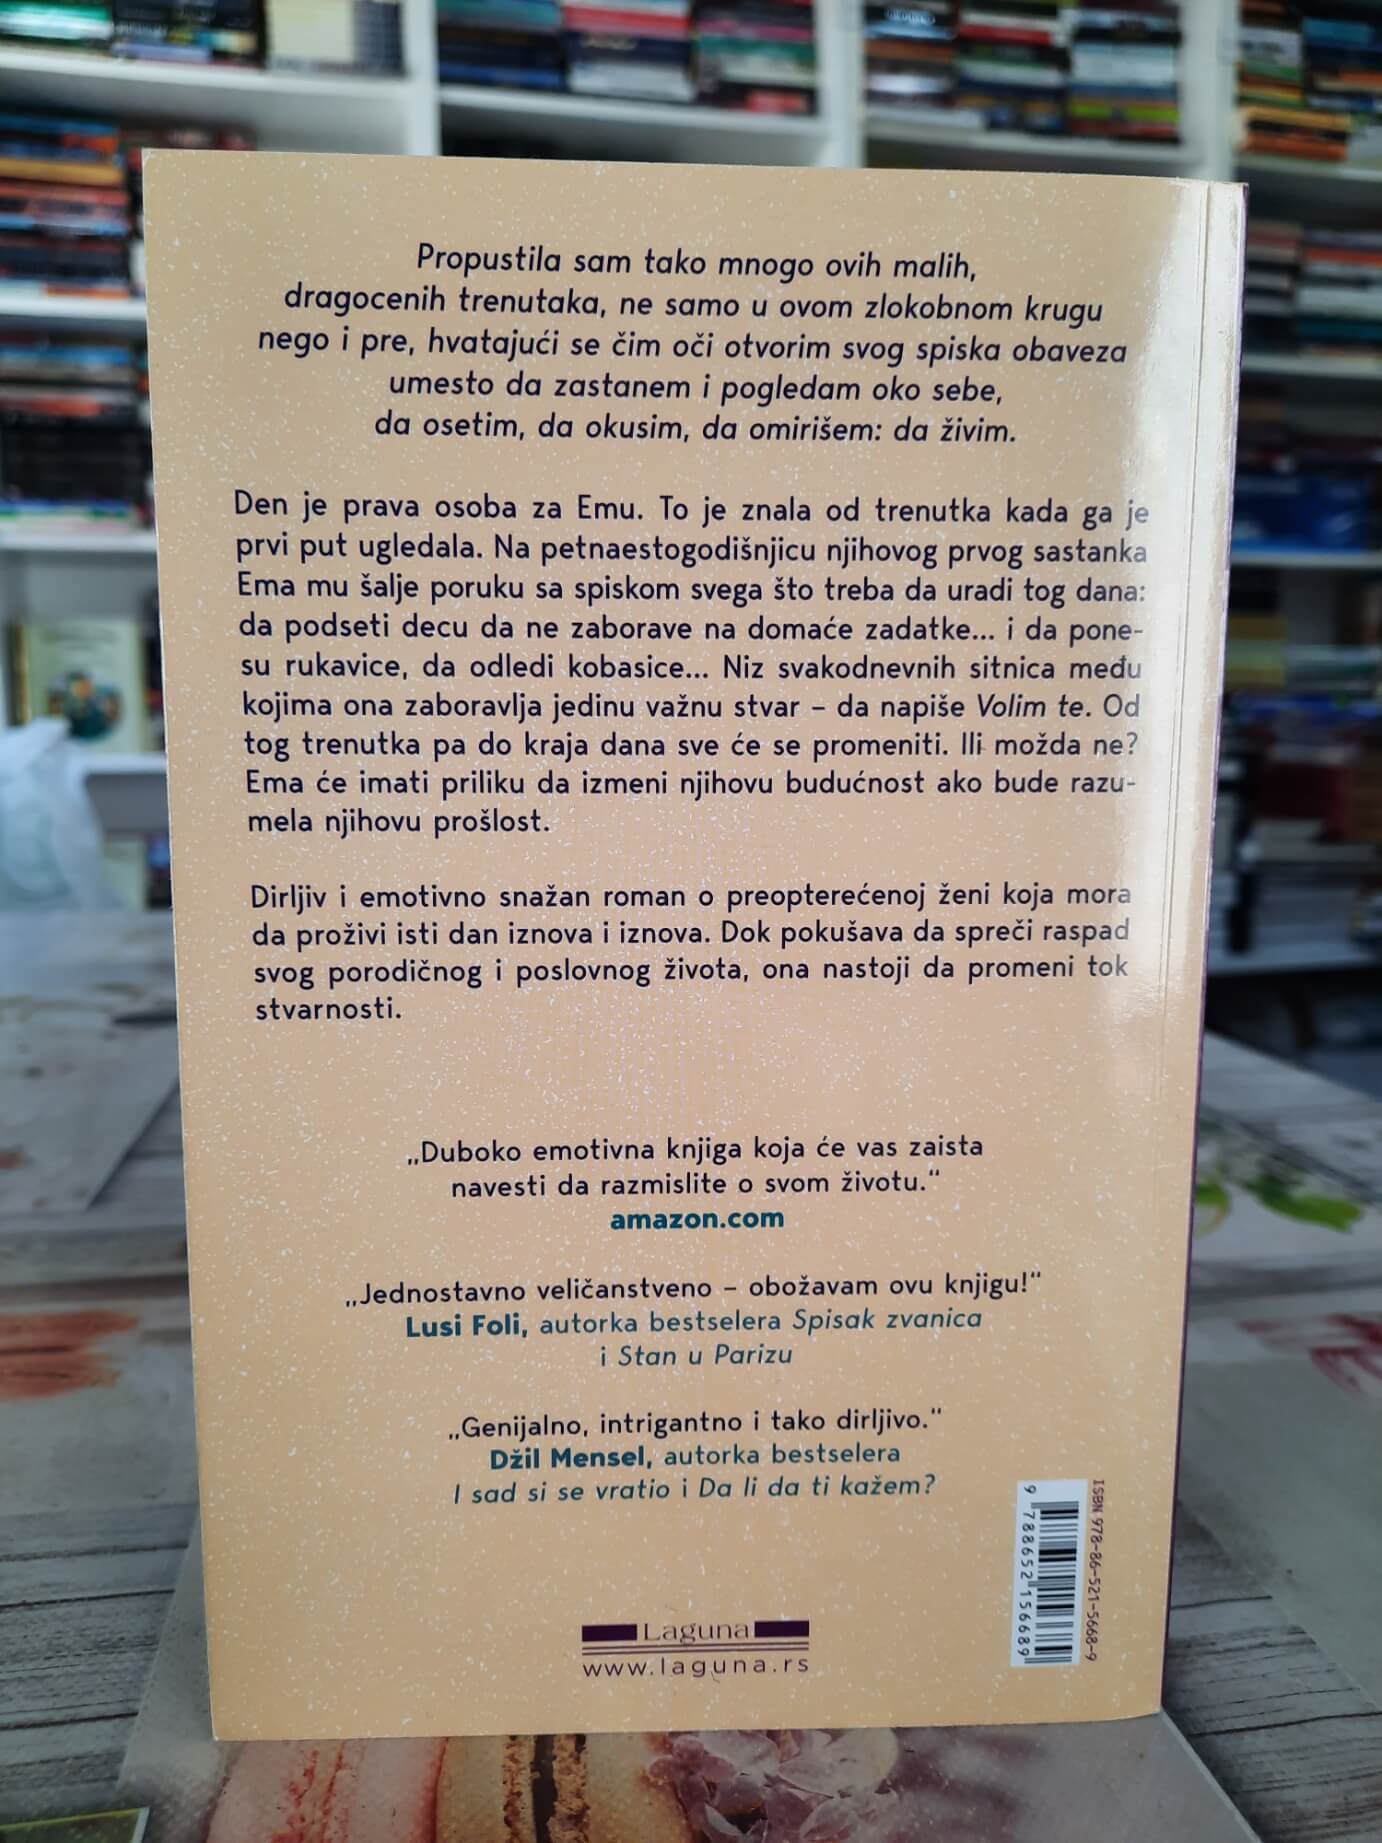 Propustila sam tako mnogo ovih malih,
dragocenih trenutaka, ne samo u ovom zlokobnom krugu
nego i pre, hvatajući se čim oči otvorim svog spiska obaveza
umesto da zastanem i pogledam oko sebe,
da osetim, da okusim, da omirišem: da živim.
Den je prava osoba za Emu. To je znala od trenutka kada ga je
prvi put ugledala. Na petnaestogodišnjicu njihovog prvog sastanka
Ema mu šalje poruku sa spiskom svega što treba da uradi tog dana:
da podseti decu da ne zaborave na domaće zadatke... i da pone-
su rukavice, da odledi kobasice... Niz svakodnevnih sitnica među
kojima ona zaboravlja jedinu važnu stvar – da napiše Volim te. Od
tog trenutka pa do kraja dana sve će se promeniti. Ili možda ne?
Ema će imati priliku da izmeni njihovu budućnost ako bude razu-
mela njihovu prošlost.
Dirljiv i emotivno snažan roman o preopterećenoj ženi koja mora
da proživi isti dan iznova i iznova. Dok pokušava da spreči raspad
svog porodičnog i poslovnog života, ona nastoji da promeni tok
stvarnosti.
„Duboko emotivna knjiga koja će vas zaista
navesti da razmislite o svom životu.“
amazon.com
„Jednostavno veličanstveno – obožavam ovu knjigu!“
Lusi Foli, autorka bestselera Spisak zvanica
i Stan u Parizu
„Genijalno, intrigantno i tako dirljivo.“
Džil Mensel, autorka bestselera
I sad si se vratio i Da li da ti kažem?
ISBN 978-86-521-5668-9
9 788652 156689
Laguna
www.laguna.rs